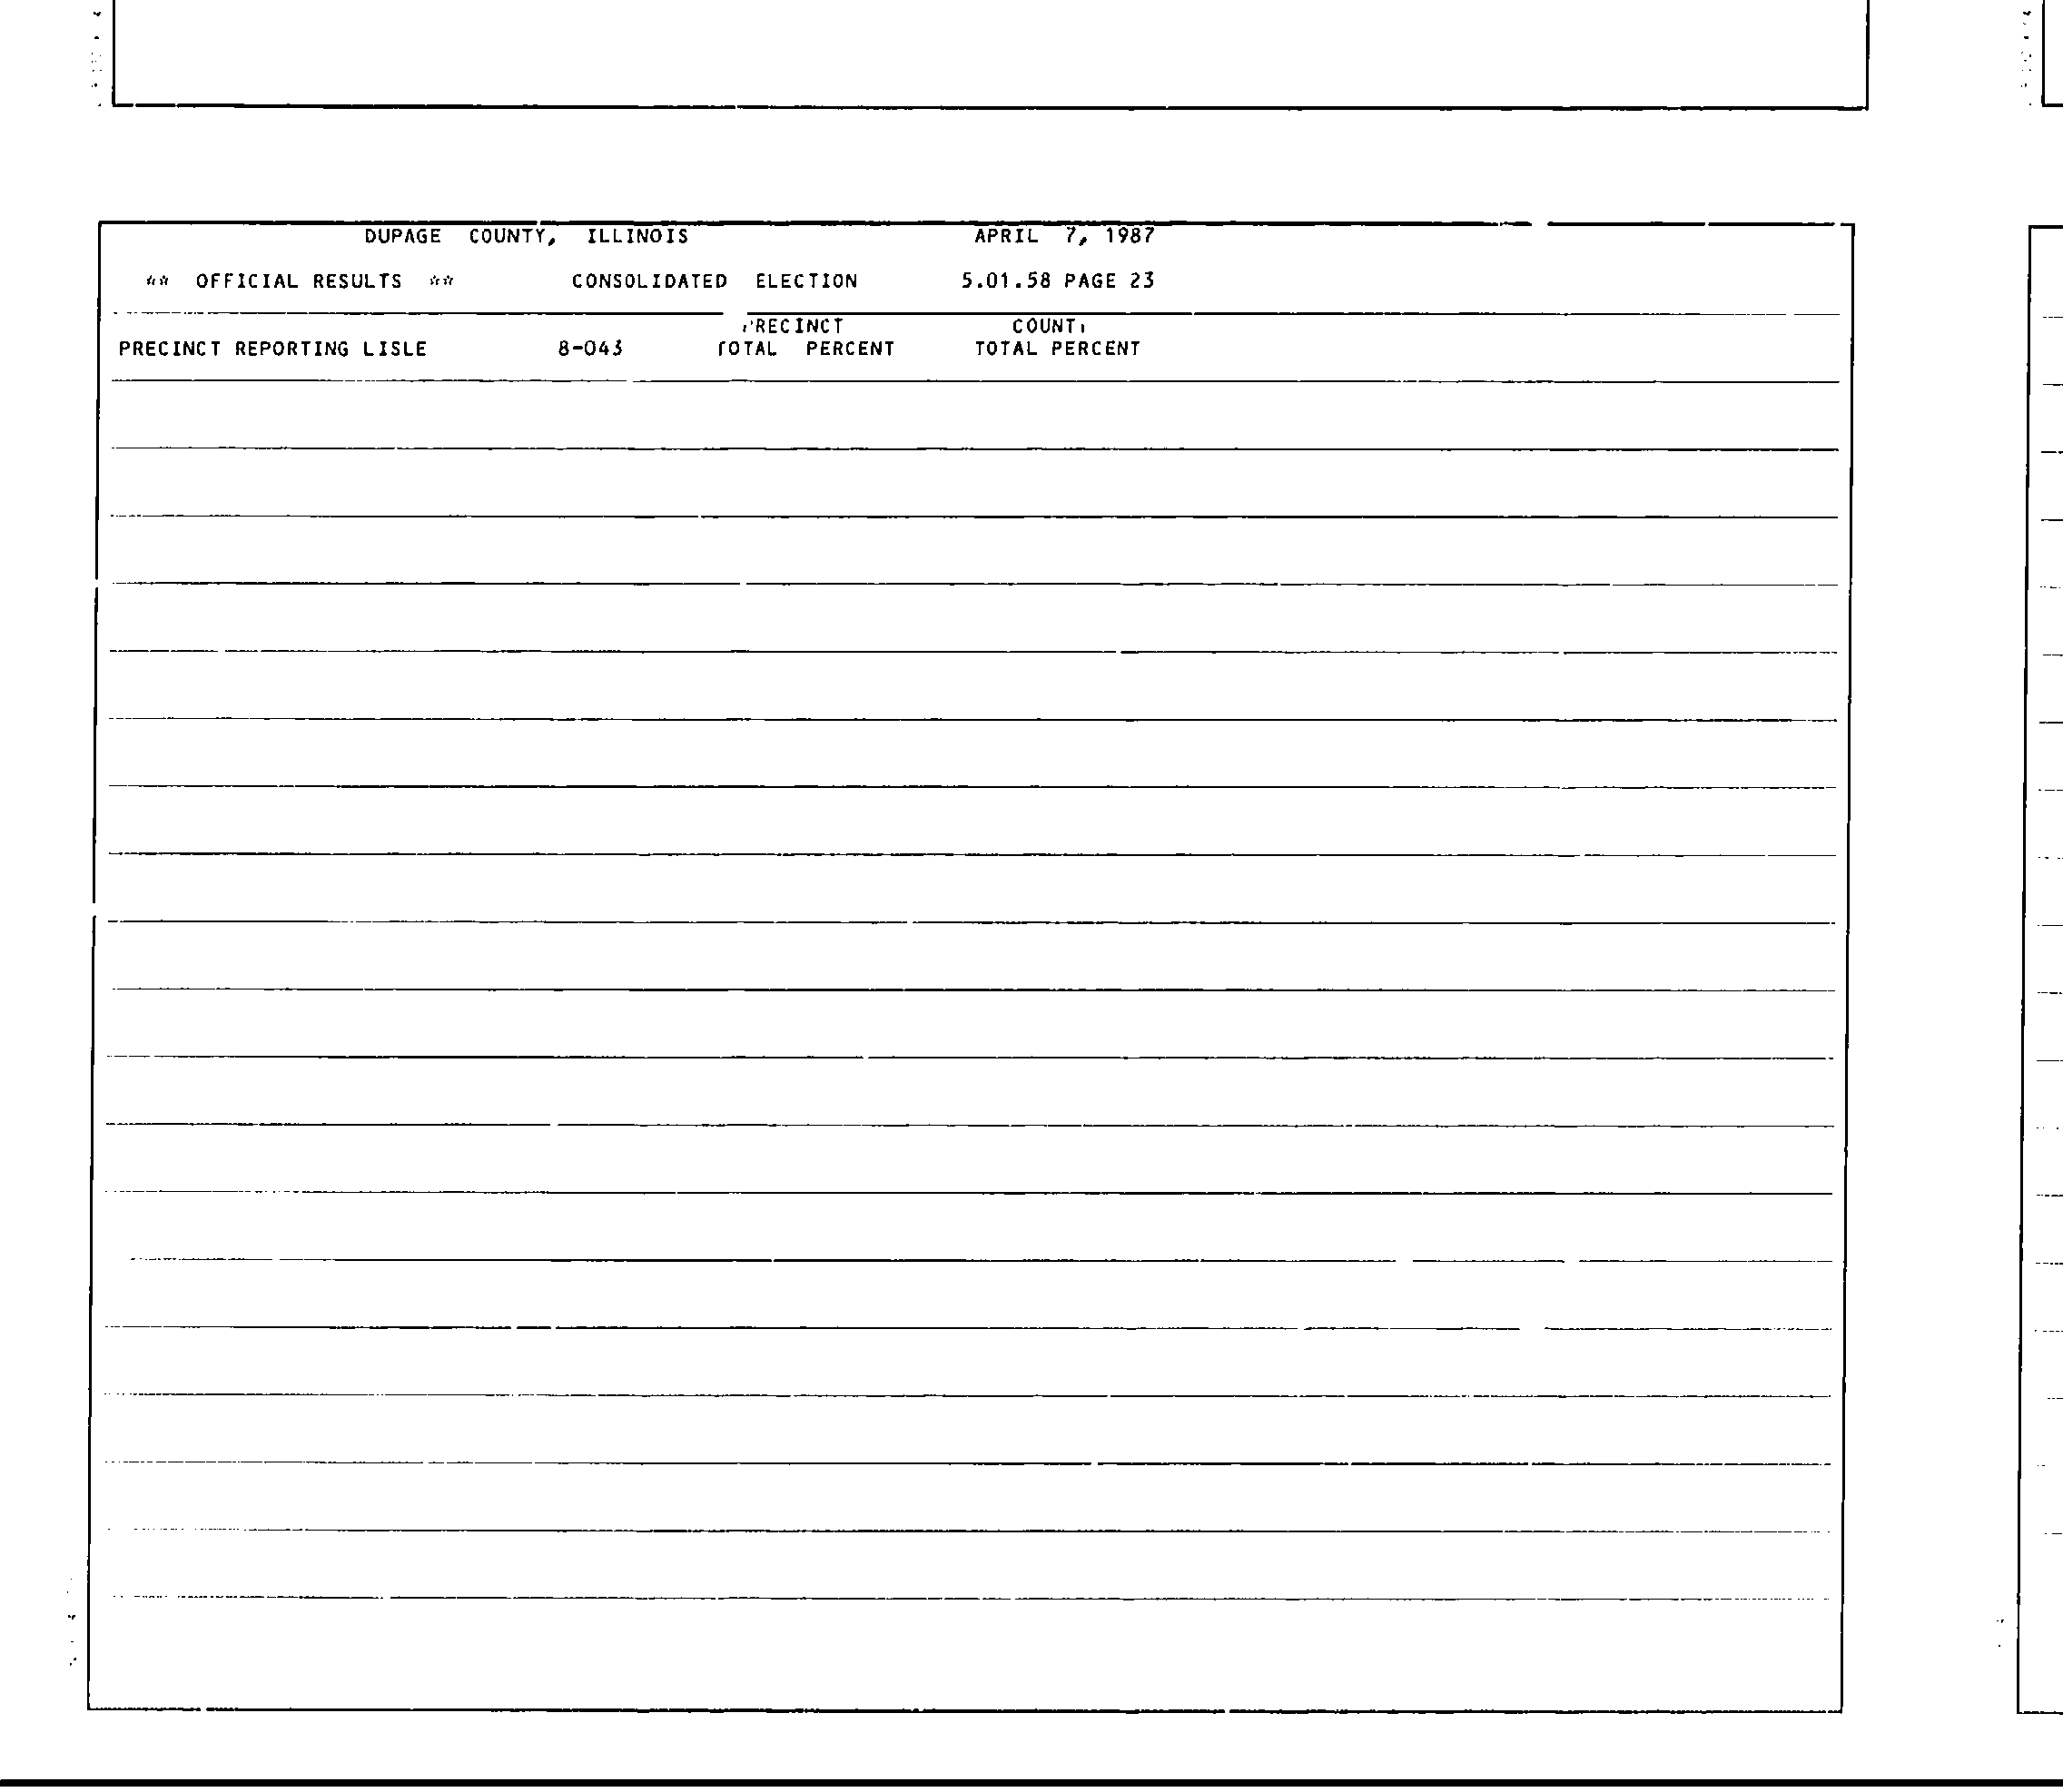 DUPAGE COUNTY, ILLINOIS APRIL 7, 1987
** OFFICIAL RESULTS ** CONSOLIDATED ELECTION 5.01.58 PAGE 23
PRECINCT COUNTY
PRECINCT REPORTING LISLE 8-043 TOTAL PERCENT TOTAL PERCENT